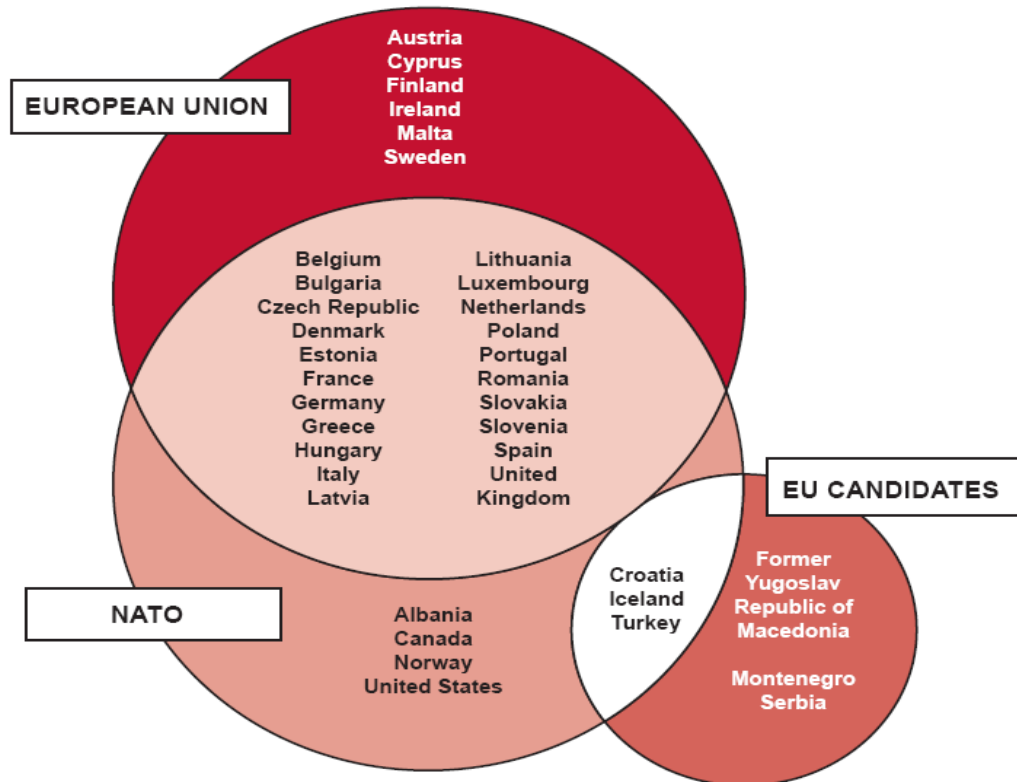 Austria
Cyprus
Finland
Ireland
Malta
Sweden
EUROPEAN UNION
Belgium
Bulgaria
Czech Republic
Denmark
Estonia
France
Germany
Greece
Hungary
Italy
Latvia
Lithuania
Luxembourg
Netherlands
Poland
Portugal
Romania
Slovakia
Slovenia
Spain
United
Kingdom
EU CANDIDATES
Former
Yugoslav
Republic of
Macedonia
Montenegro
Serbia
Croatia
Iceland
Turkey
NATO
Albania
Canada
Norway
United States